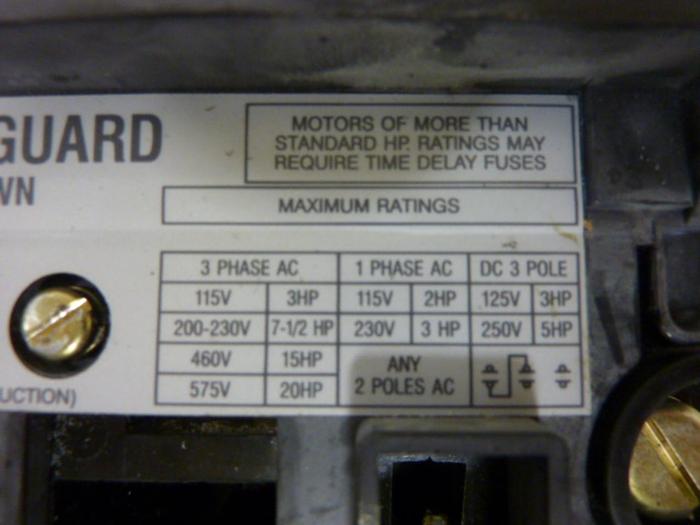 GUARD
WN
MOTORS OF MORE THAN
STANDARD HP. RATINGS MAY
REQUIRE TIME DELAY FUSES
MAXIMUM RATINGS
3 PHASE AC 1 PHASE AC DC 3 POLE
115V 3HP 115V 2HP 125V 3HP
200-230V 7-1/2 HP 230V 3 HP 250V 5HP
460V 15HP ANY
575V 20HP 2 POLES AC
UCTION)